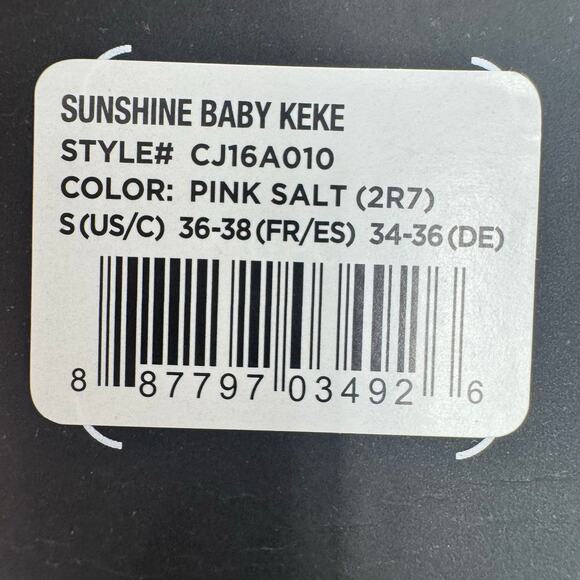 SUNSHINE BABY KEKE
STYLE# CJ16A010
COLOR: PINK SALT (2R7)
S(US/C) 36-38(FR/ES) 34-36(DE)
8 87797 03492 6